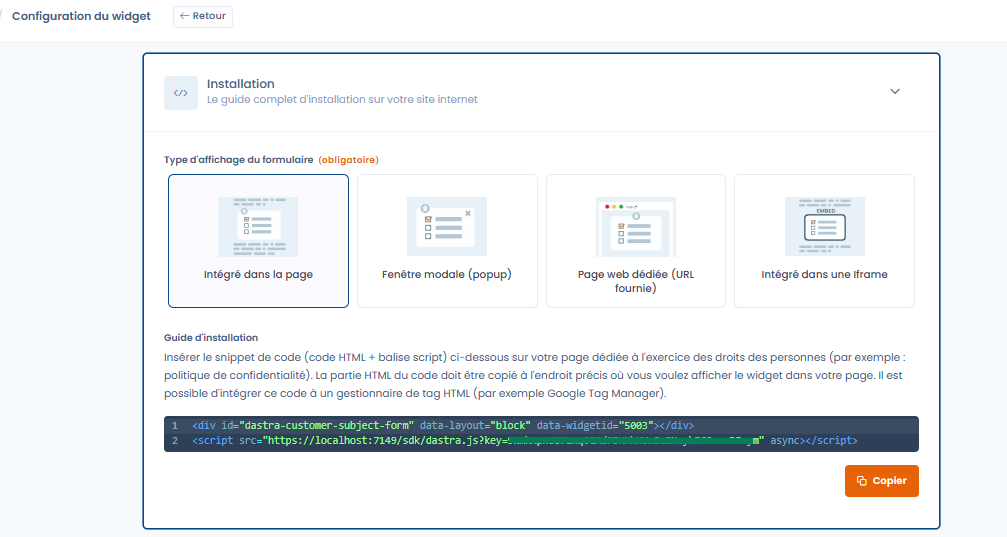 Configuration du widget
← Retour
</>
Installation
Le guide complet d'installation sur votre site internet
Type d'affichage du formulaire (obligatoire)
EMBED
Intégré dans la page
Fenêtre modale (popup)
Page web dédiée (URL
fournie)
Intégré dans une Iframe
Guide d'installation
Insérer le snippet de code (code HTML + balise script) ci-dessous sur votre page dédiée à l'exercice des droits des personnes (par exemple :
politique de confidentialité). La partie HTML du code doit être copié à l'endroit précis où vous voulez afficher le widget dans votre page. Il est
possible d'intégrer ce code à un gestionnaire de tag HTML (par exemple Google Tag Manager).
1 <div id="dastra-customer-subject-form" data-layout="block" data-widgetid="5003"></div>
2 <script src="https://localhost:7149/sdk/dastra.js?key= " async></script>
Copier